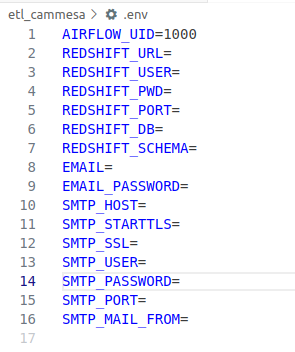 etl_cammesa > .env
1 AIRFLOW_UID=1000
2 REDSHIFT_URL=
3 REDSHIFT_USER=
4 REDSHIFT_PWD=
5 REDSHIFT_PORT=
6 REDSHIFT_DB=
7 REDSHIFT_SCHEMA=
8 EMAIL=
9 EMAIL_PASSWORD=
10 SMTP_HOST=
11 SMTP_STARTTLS=
12 SMTP_SSL=
13 SMTP_USER=
14 SMTP_PASSWORD=
15 SMTP_PORT=
16 SMTP_MAIL_FROM=
17